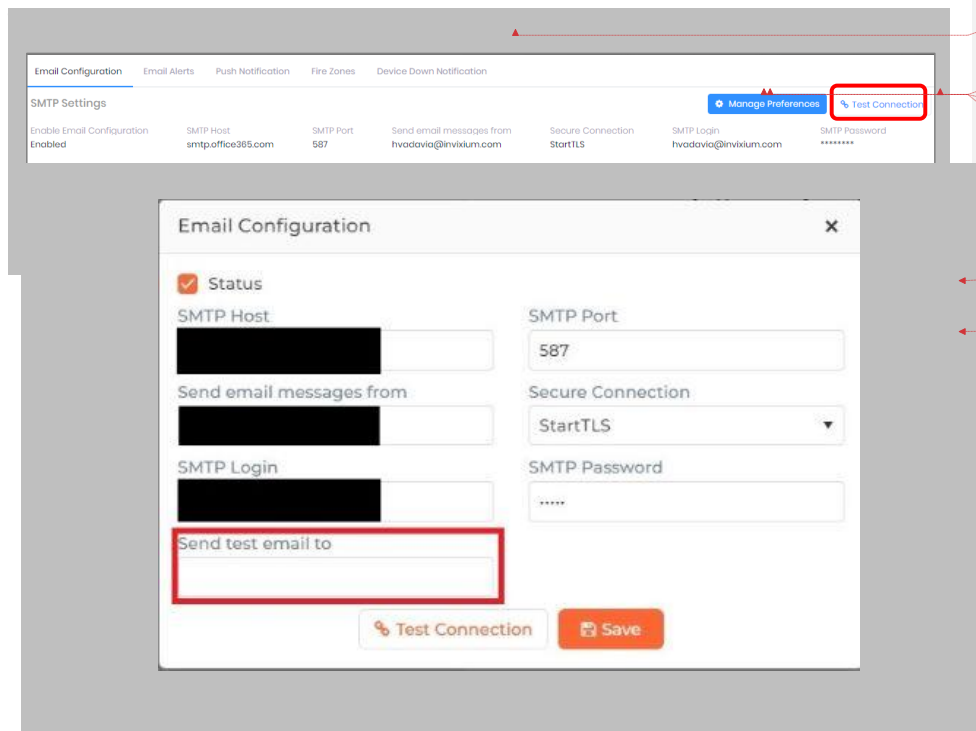 Email Configuration Email Alerts Push Notification Fire Zones Device Down Notification
SMTP Settings Manage Preferences Test Connection
Enable Email Configuration SMTP Host SMTP Port Send email messages from Secure Connection SMTP Login SMTP Password
Enabled smtp.office365.com 587 hvadavia@invixium.com StartTLS hvadavia@invixium.com ********
Email Configuration ×
Status
SMTP Host SMTP Port
587
Send email messages from Secure Connection
StartTLS
SMTP Login SMTP Password
•••••
Send test email to
Test Connection Save